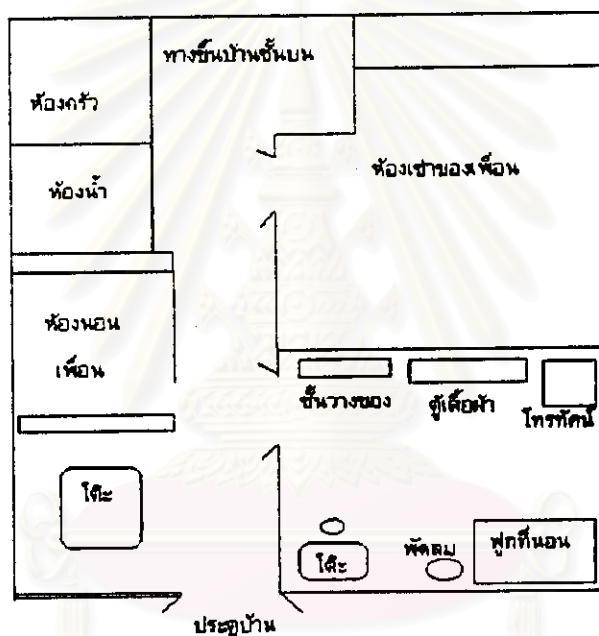 ทางขึ้นบ้านชั้นบน
ห้องครัว
ห้องเช่าของเพื่อน
ห้องน้ำ
ห้องนอน
เพื่อน
ชั้นวางของ
ตู้เสื้อผ้า
โทรทัศน์
โต๊ะ
โต๊ะ
พัดลม
ฟูกที่นอน
ประตูบ้าน